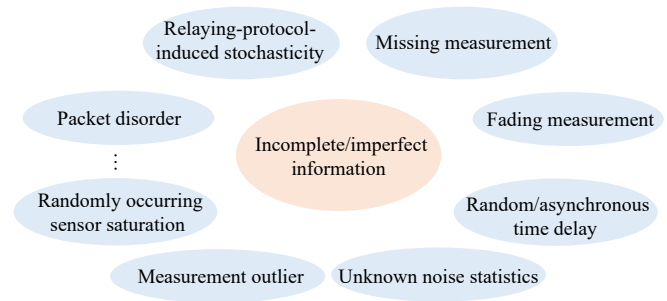 Relaying-protocol-
induced stochasticity
Missing measurement
Packet disorder
Fading measurement
Incomplete/imperfect
information
⋮
Randomly occurring
sensor saturation
Random/asynchronous
time delay
Measurement outlier
Unknown noise statistics